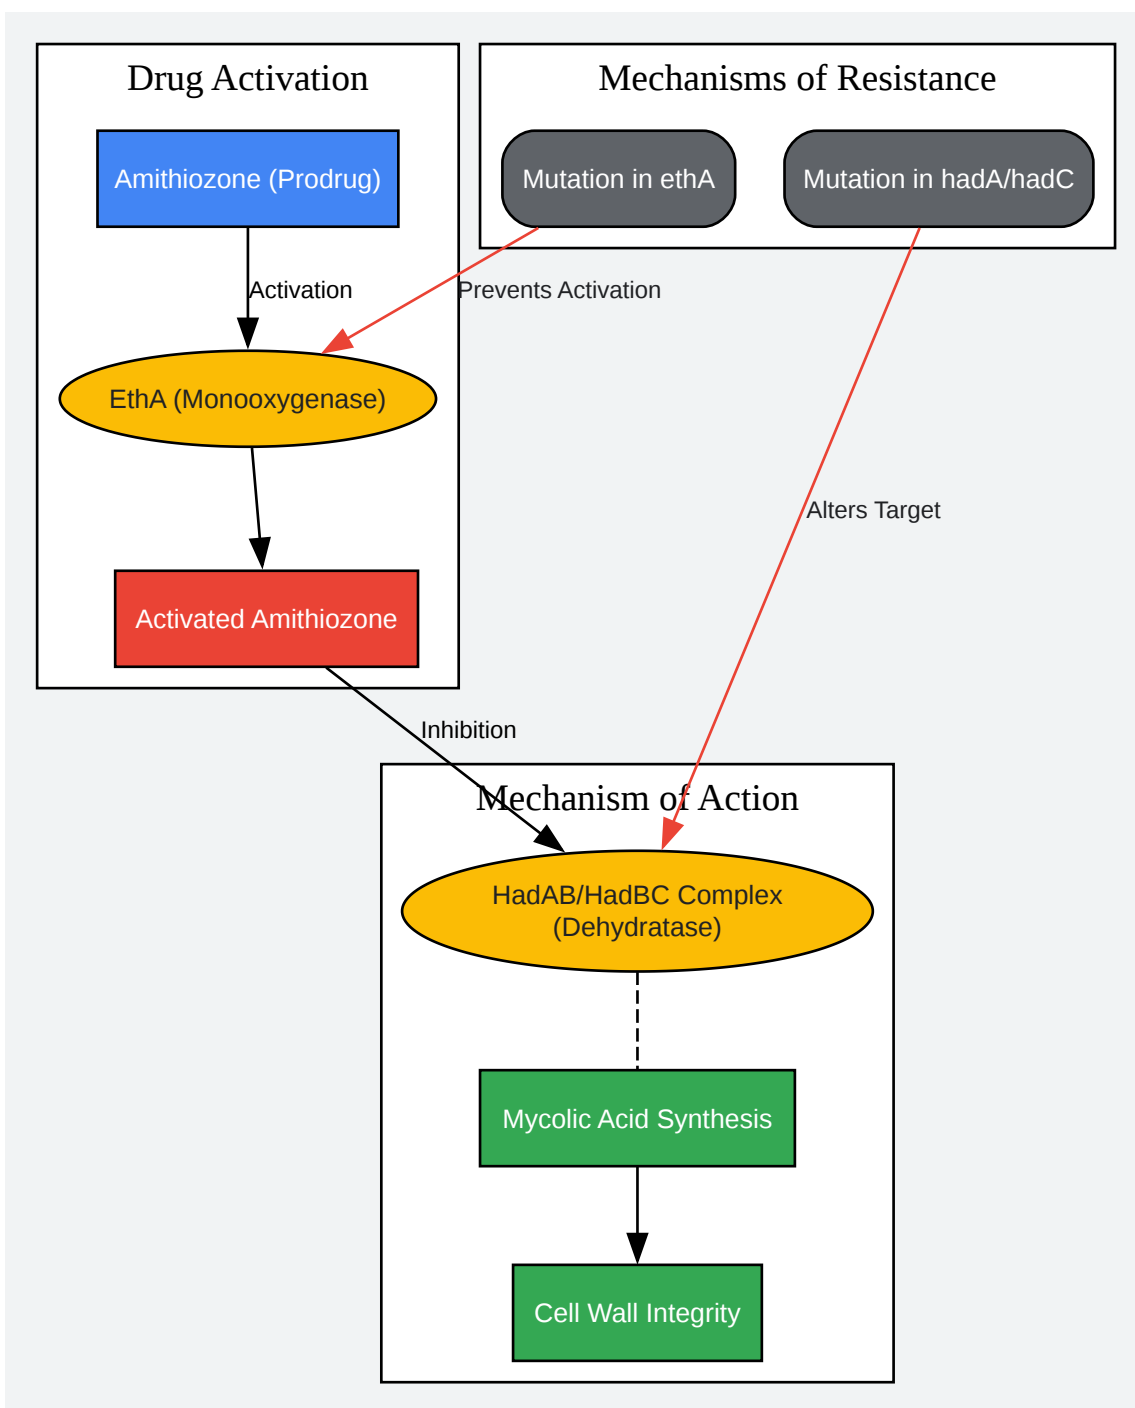 Drug Activation
Mechanisms of Resistance
Amithiozone (Prodrug)
Mutation in ethA
Mutation in hadA/hadC
Activation
Prevents Activation
EthA (Monooxygenase)
Alters Target
Activated Amithiozone
Inhibition
Mechanism of Action
HadAB/HadBC Complex
(Dehydratase)
Mycolic Acid Synthesis
Cell Wall Integrity